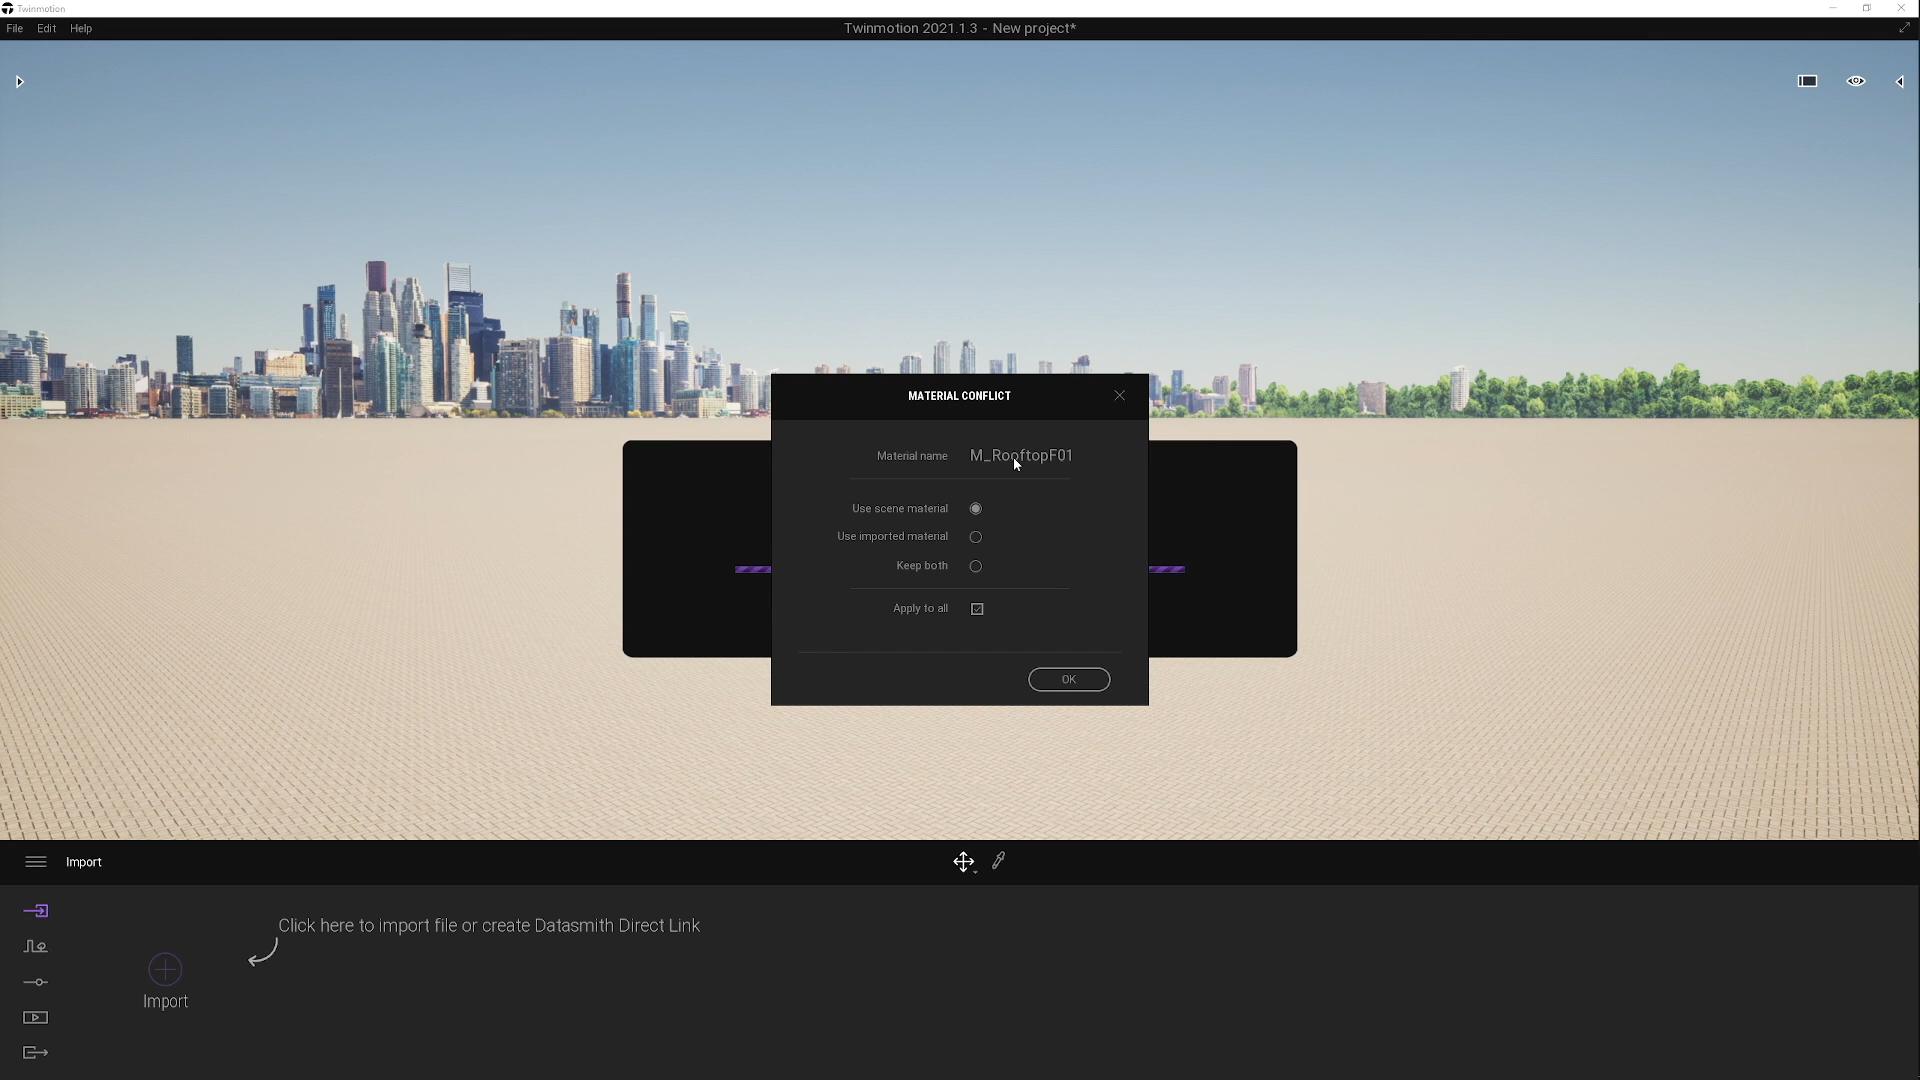 Twinmotion
File Edit Help
Twinmotion 2021.1.3 - New project*
MATERIAL CONFLICT
Material name M_RooftopF01
Use scene material
Use imported material
Keep both
Apply to all
OK
Import
Click here to import file or create Datasmith Direct Link
Import